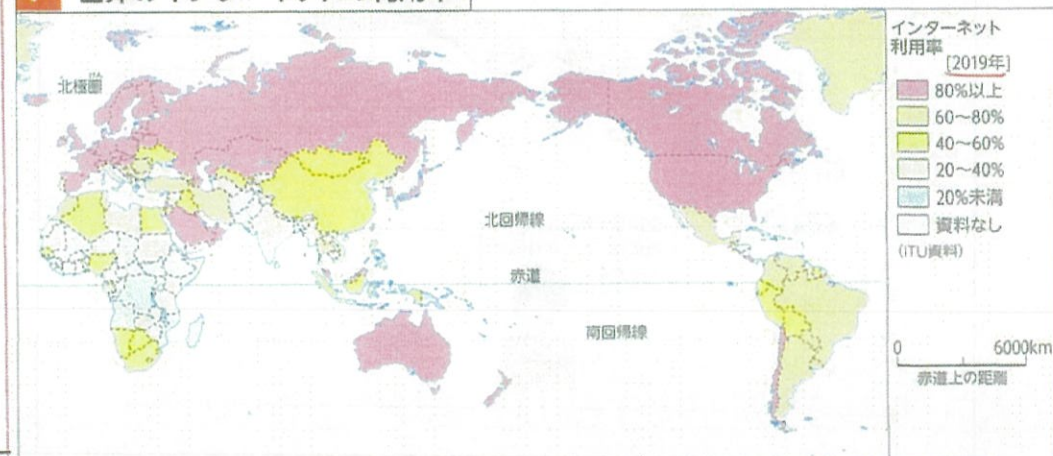 北極圏
北回帰線
赤道
南回帰線
インターネット
利用率
[2019年]
80%以上
60～80%
40～60%
20～40%
20%未満
資料なし
(ITU資料)
0 6000km
赤道上の距離